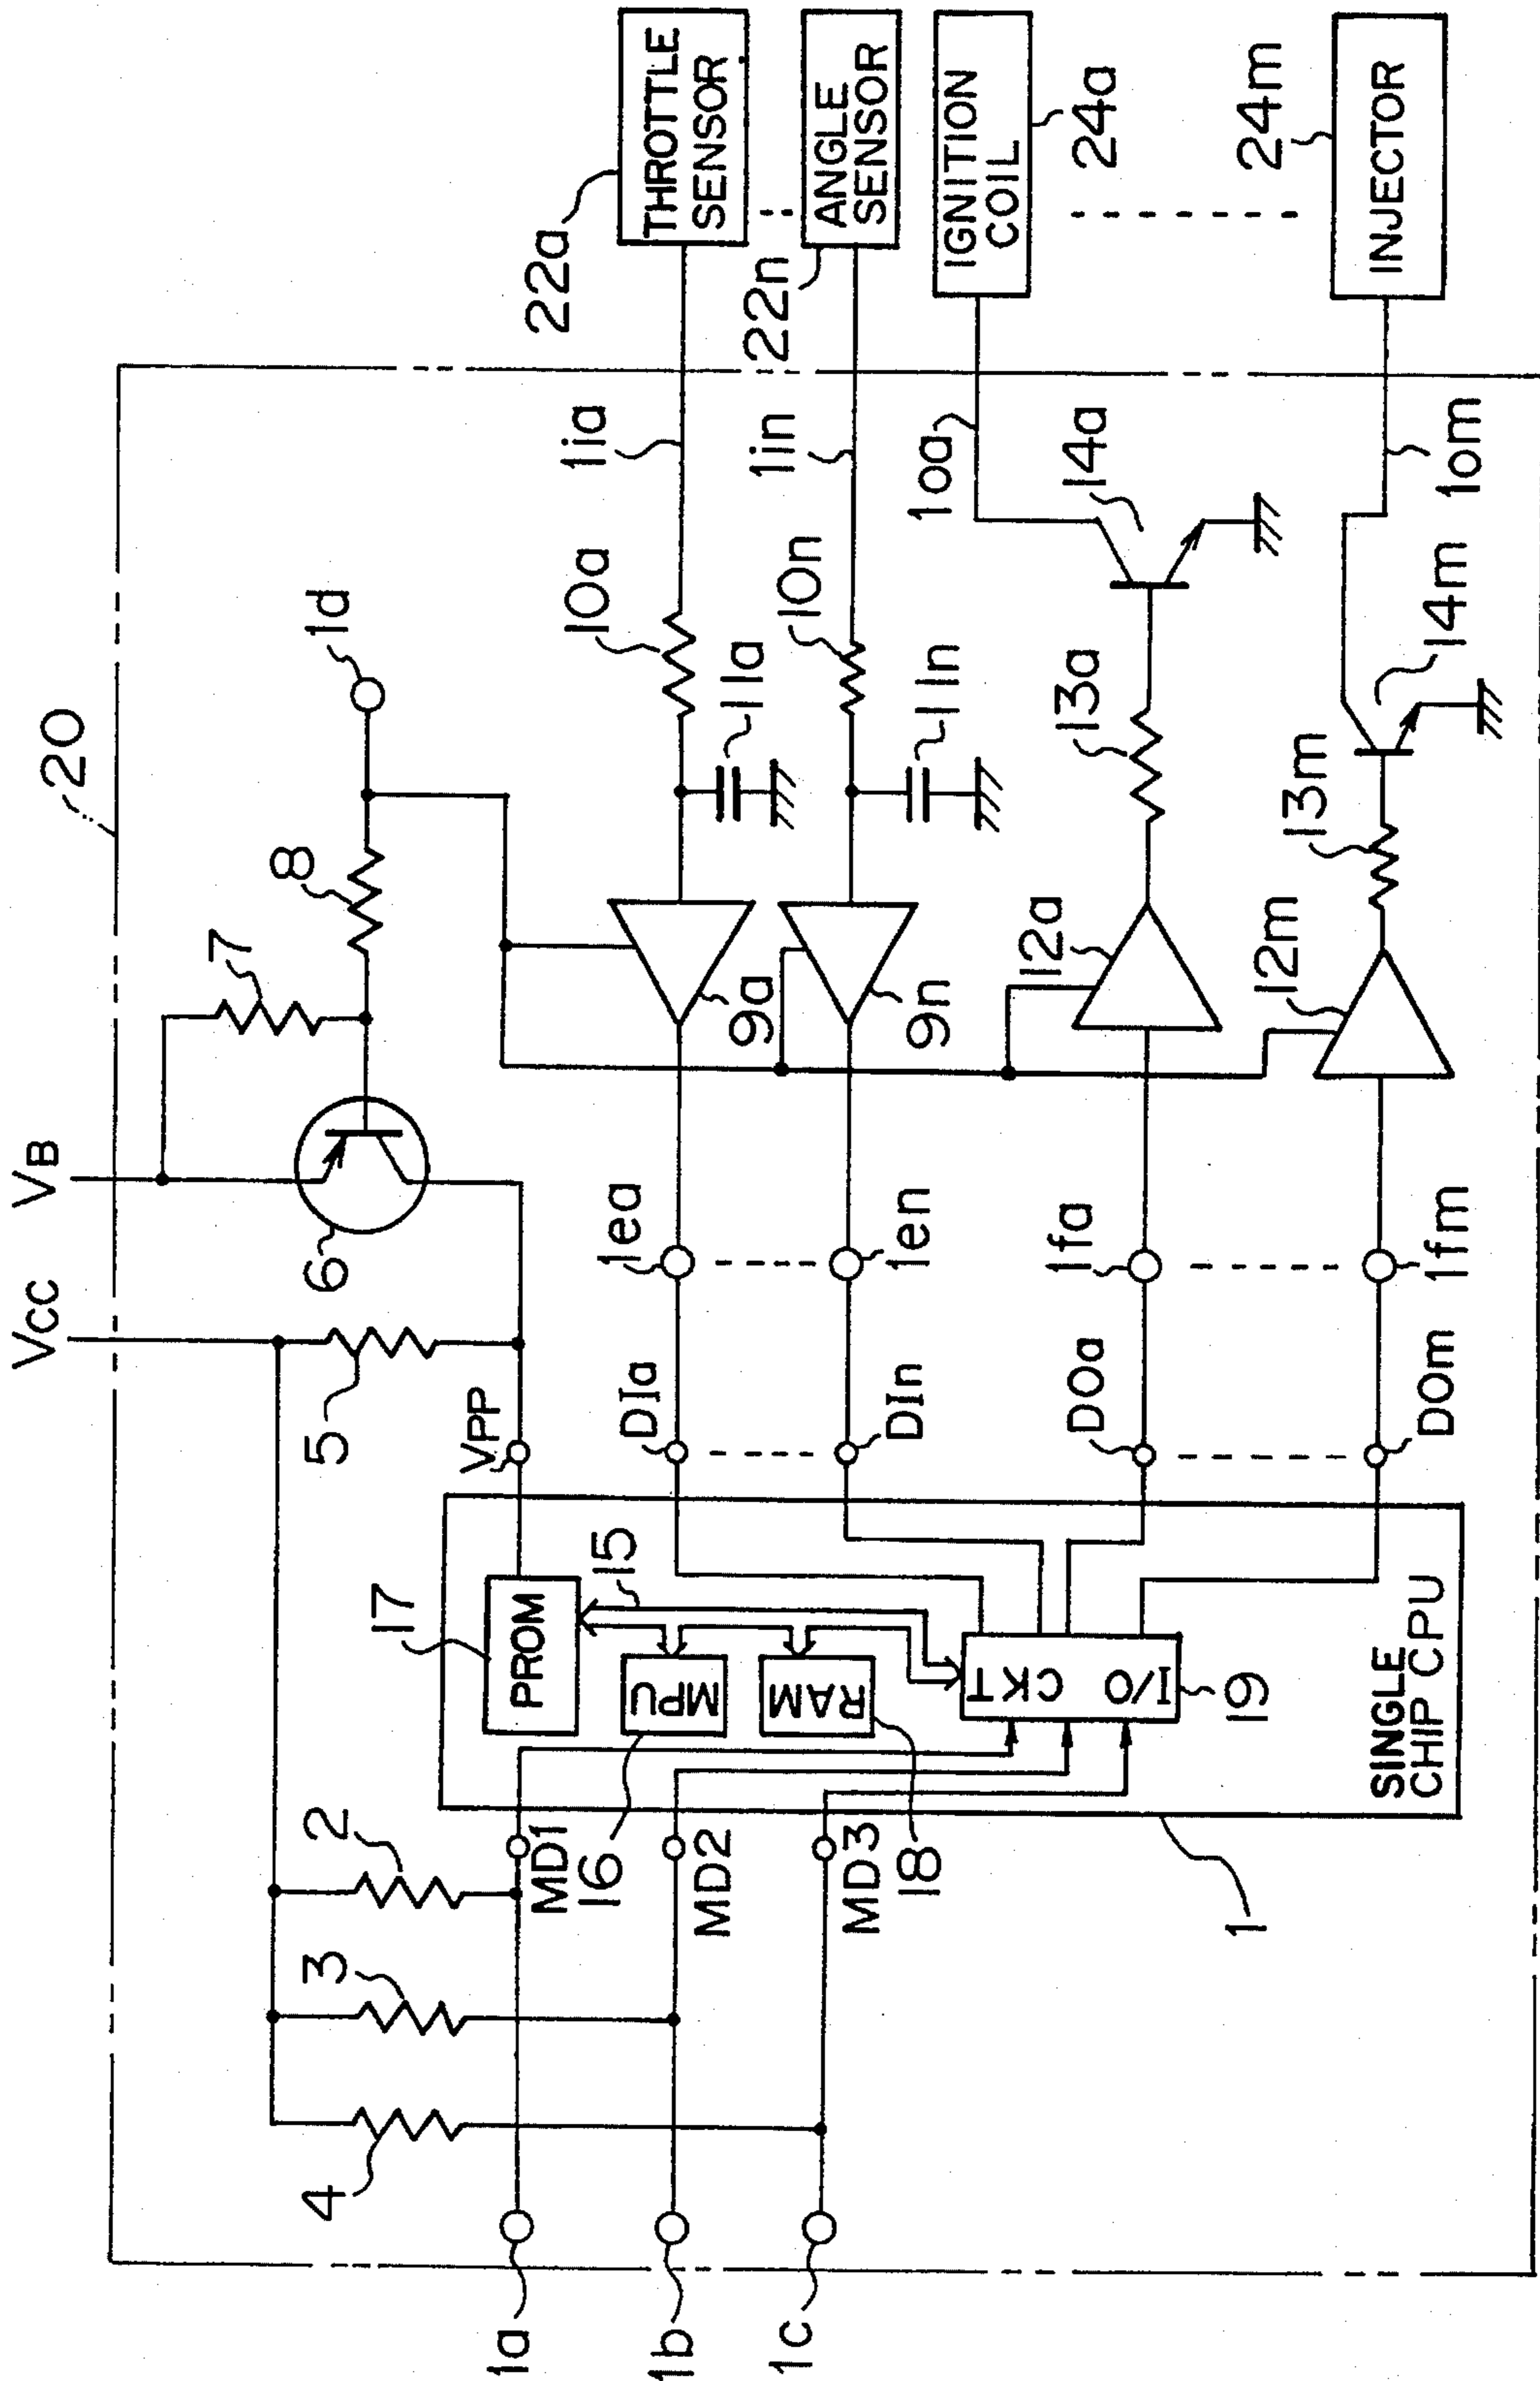 VCC
VB
20
4
3
2
5
6
7
8
1d
1a
1b
1c
MD1
MD2
MD3
17
PROM
15
16
MPU
18
RAM
I/O
CKT
19
SINGLE
CHIP CPU
1
VPP
DIa
DIn
DOa
DOm
1ea
1en
1fa
1fm
9a
9n
12a
12m
10a
11a
10n
11n
13a
13m
14a
14m
1ia
1in
1oa
1om
22a
THROTTLE
SENSOR
22n
ANGLE
SENSOR
IGNITION
COIL
24a
24m
INJECTOR